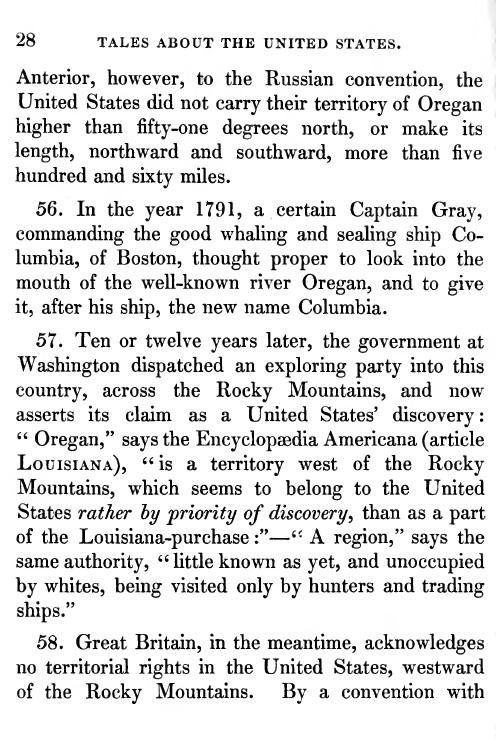 28 TALES ABOUT THE UNITED STATES.
Anterior, however, to the Russian convention, the
United States did not carry their territory of Oregan
higher than fifty-one degrees north, or make its
length, northward and southward, more than five
hundred and sixty miles.
56. In the year 1791, a certain Captain Gray,
commanding the good whaling and sealing ship Co-
lumbia, of Boston, thought proper to look into the
mouth of the well-known river Oregan, and to give
it, after his ship, the new name Columbia.
57. Ten or twelve years later, the government at
Washington dispatched an exploring party into this
country, across the Rocky Mountains, and now
asserts its claim as a United States’ discovery:
“ Oregan,” says the Encyclopædia Americana (article
LOUISIANA), “is a territory west of the Rocky
Mountains, which seems to belong to the United
States rather by priority of discovery, than as a part
of the Louisiana-purchase:”—“ A region,” says the
same authority, “little known as yet, and unoccupied
by whites, being visited only by hunters and trading
ships.”
58. Great Britain, in the meantime, acknowledges
no territorial rights in the United States, westward
of the Rocky Mountains. By a convention with